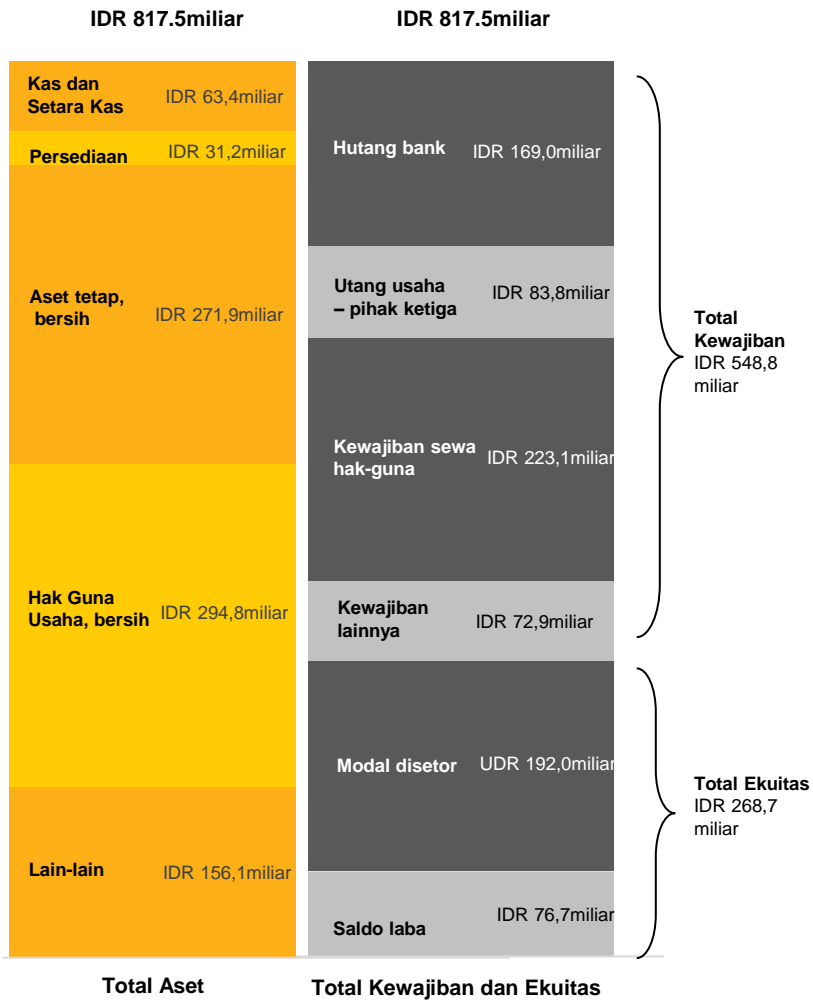 IDR 817.5miliar
IDR 817.5miliar
Kas dan
Setara Kas
IDR 63,4miliar
Persediaan
IDR 31,2miliar
Aset tetap,
bersih
IDR 271,9miliar
Hak Guna
Usaha, bersih
IDR 294,8miliar
Lain-lain
IDR 156,1miliar
Total Aset
Hutang bank
IDR 169,0miliar
Utang usaha
– pihak ketiga
IDR 83,8miliar
Kewajiban sewa
hak-guna
IDR 223,1miliar
Kewajiban
lainnya
IDR 72,9miliar
Modal disetor
UDR 192,0miliar
Saldo laba
IDR 76,7miliar
Total Kewajiban dan Ekuitas
Total
Kewajiban
IDR 548,8
miliar
Total Ekuitas
IDR 268,7
miliar